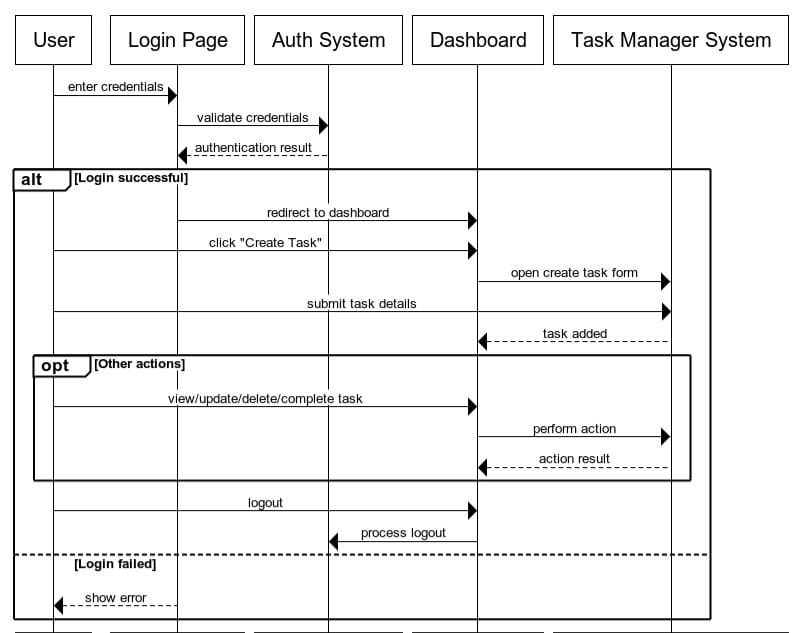 User
Login Page
Auth System
Dashboard
Task Manager System
enter credentials
validate credentials
authentication result
alt
[Login successful]
redirect to dashboard
click "Create Task"
open create task form
submit task details
task added
opt
[Other actions]
view/update/delete/complete task
perform action
action result
logout
process logout
[Login failed]
show error